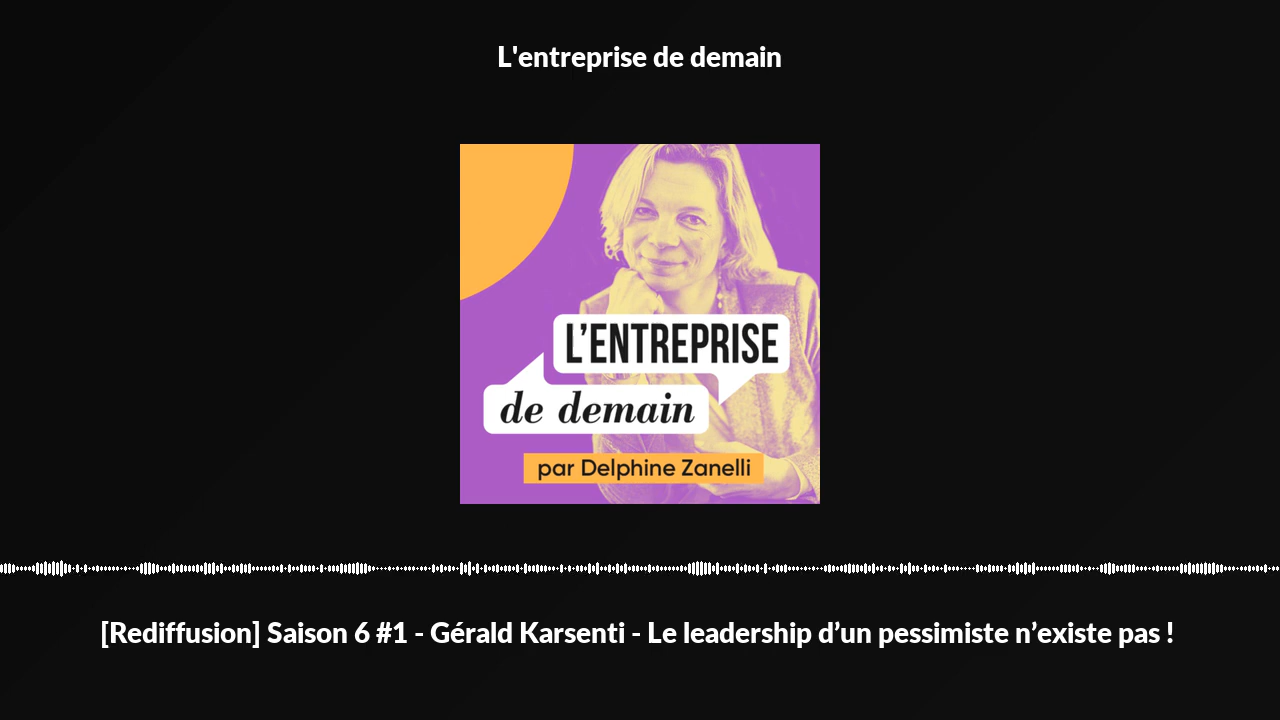 L'entreprise de demain
L’ENTREPRISE
de demain
par Delphine Zanelli
[Rediffusion] Saison 6 #1 - Gérald Karsenti - Le leadership d’un pessimiste n’existe pas !